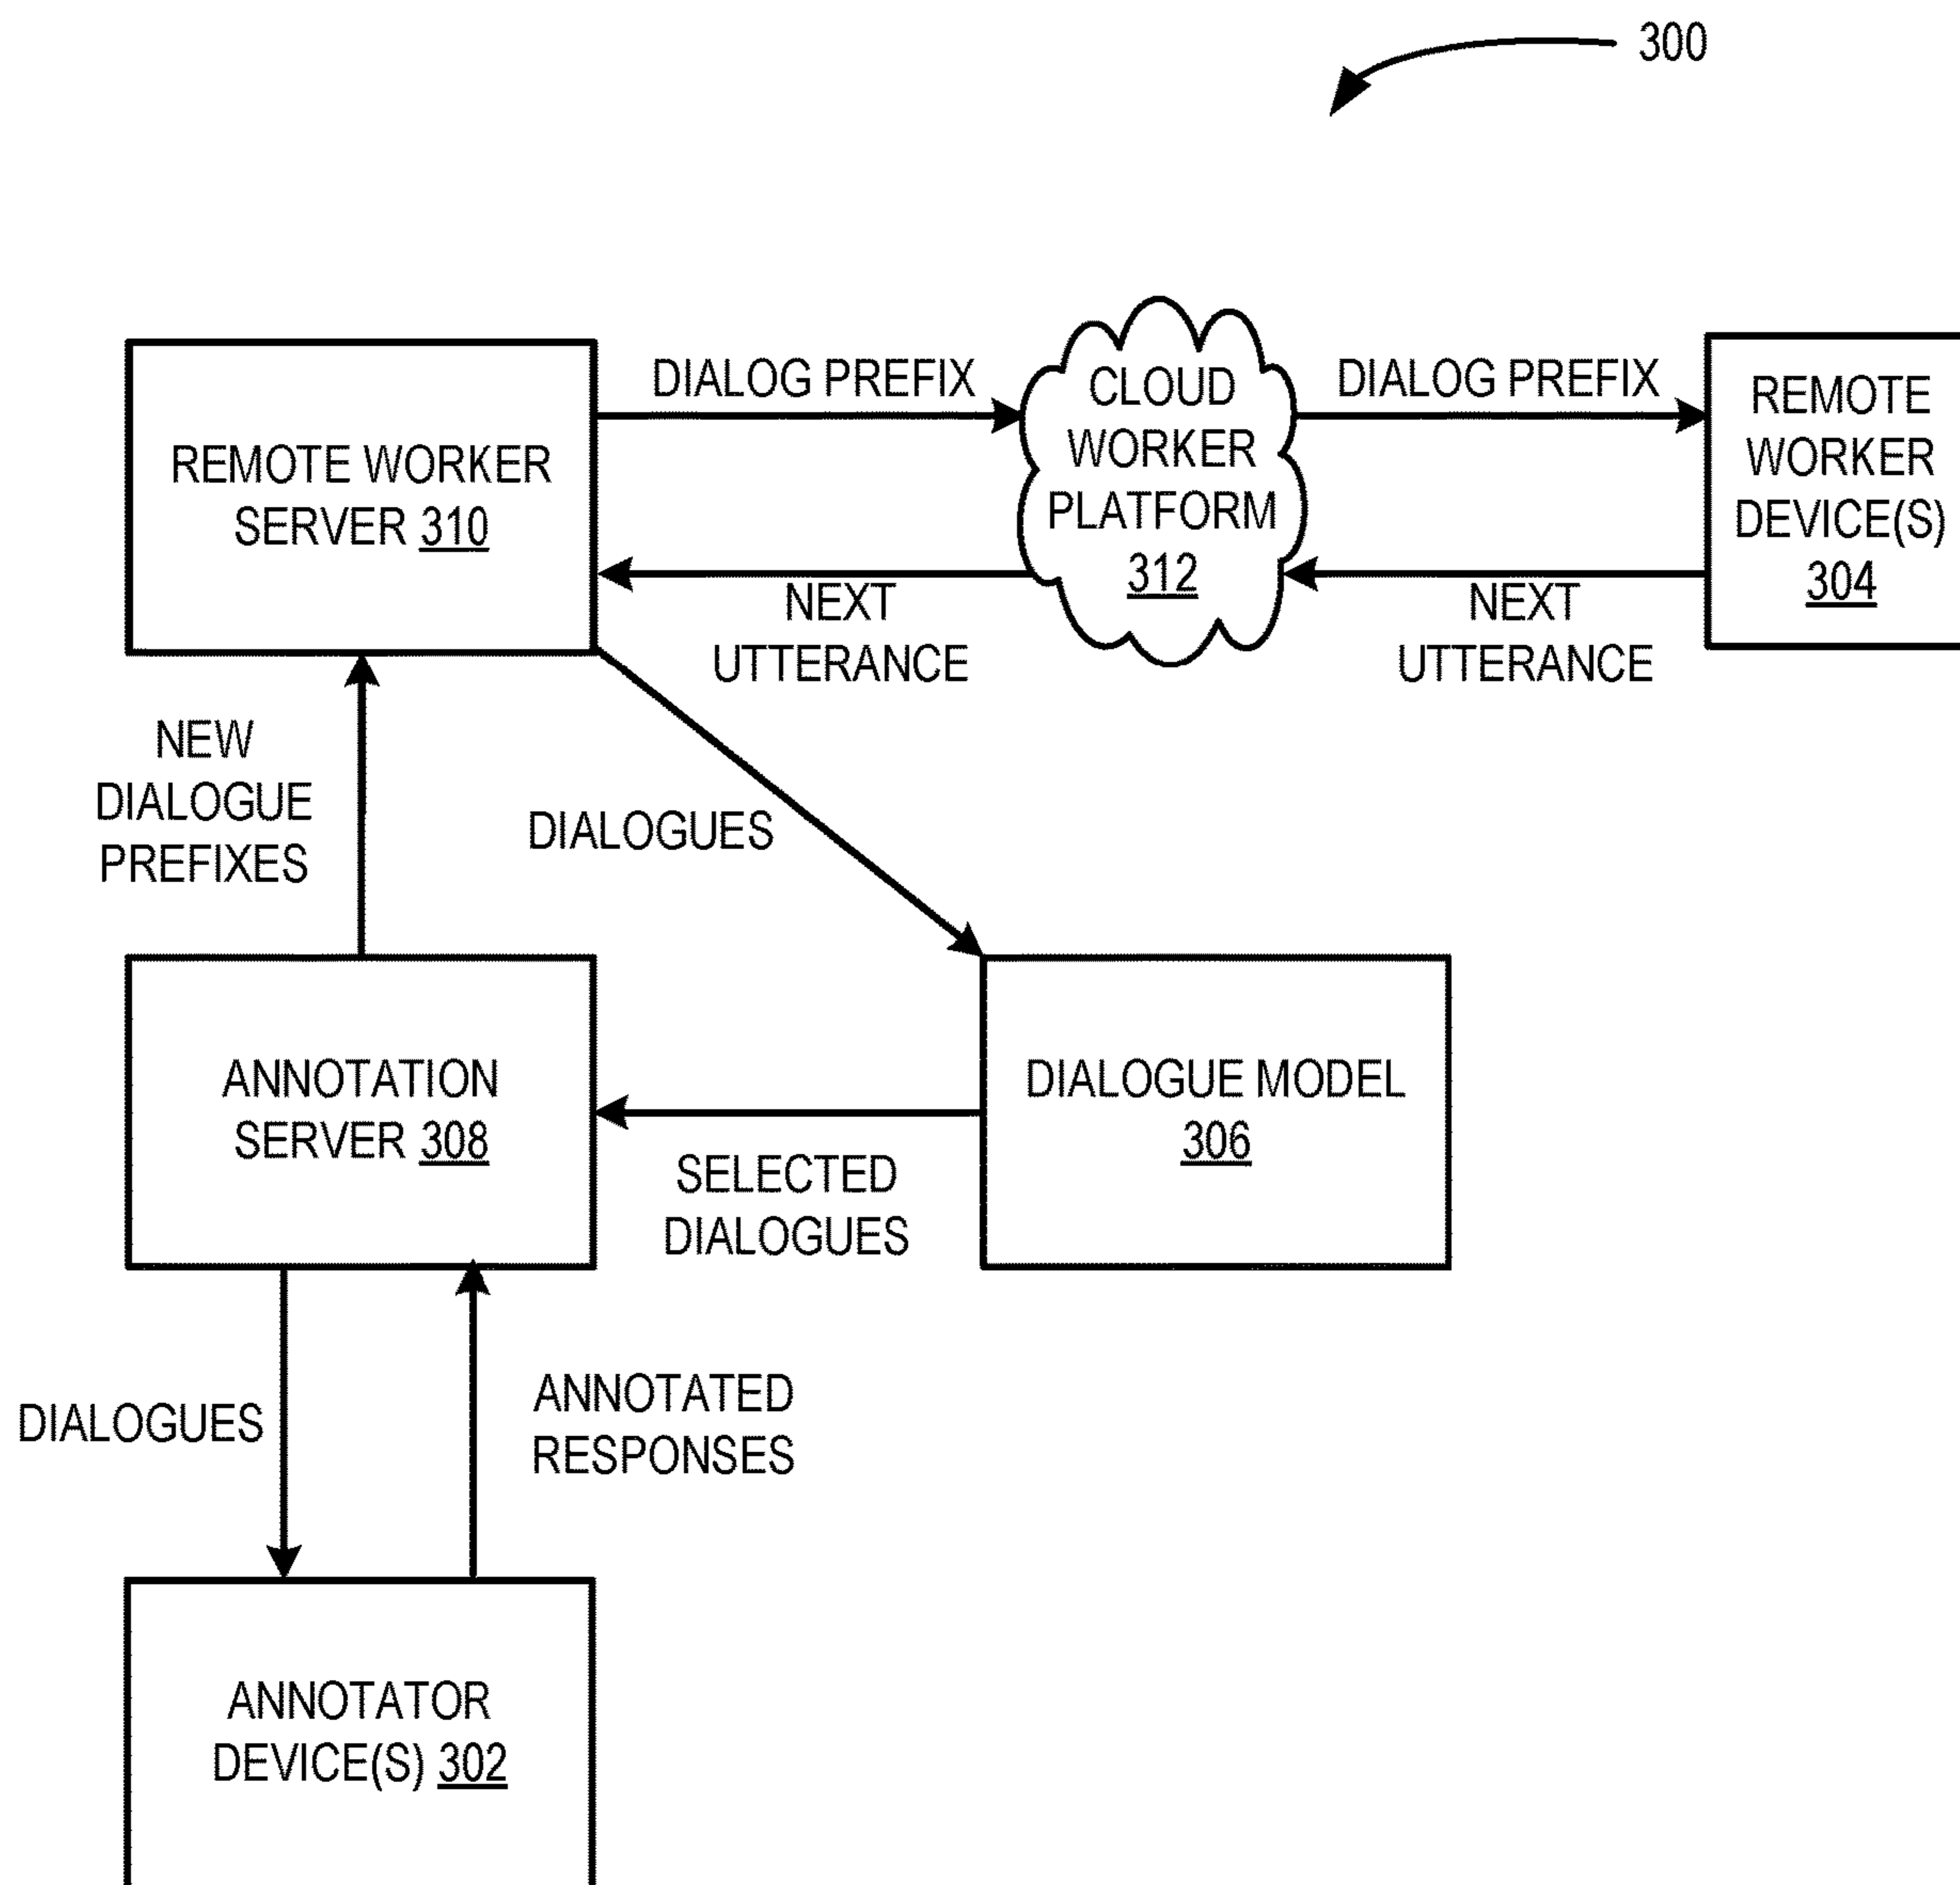 300
DIALOG PREFIX
CLOUD
WORKER
PLATFORM
312
DIALOG PREFIX
REMOTE
WORKER
DEVICE(S)
304
REMOTE WORKER
SERVER 310
NEXT
UTTERANCE
NEXT
UTTERANCE
NEW
DIALOGUE
PREFIXES
DIALOGUES
ANNOTATION
SERVER 308
DIALOGUE MODEL
306
SELECTED
DIALOGUES
DIALOGUES
ANNOTATED
RESPONSES
ANNOTATOR
DEVICE(S) 302